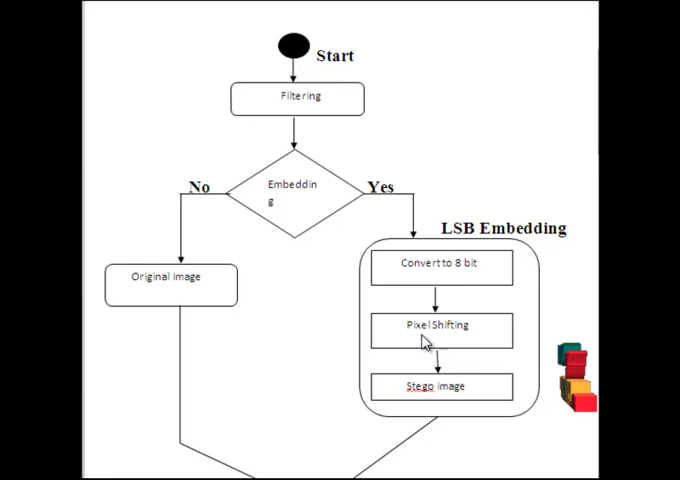 Start
Filtering
Embeddin
g
No
Yes
LSB Embedding
Convert to 8 bit
Original Image
Pixel Shifting
Stego image